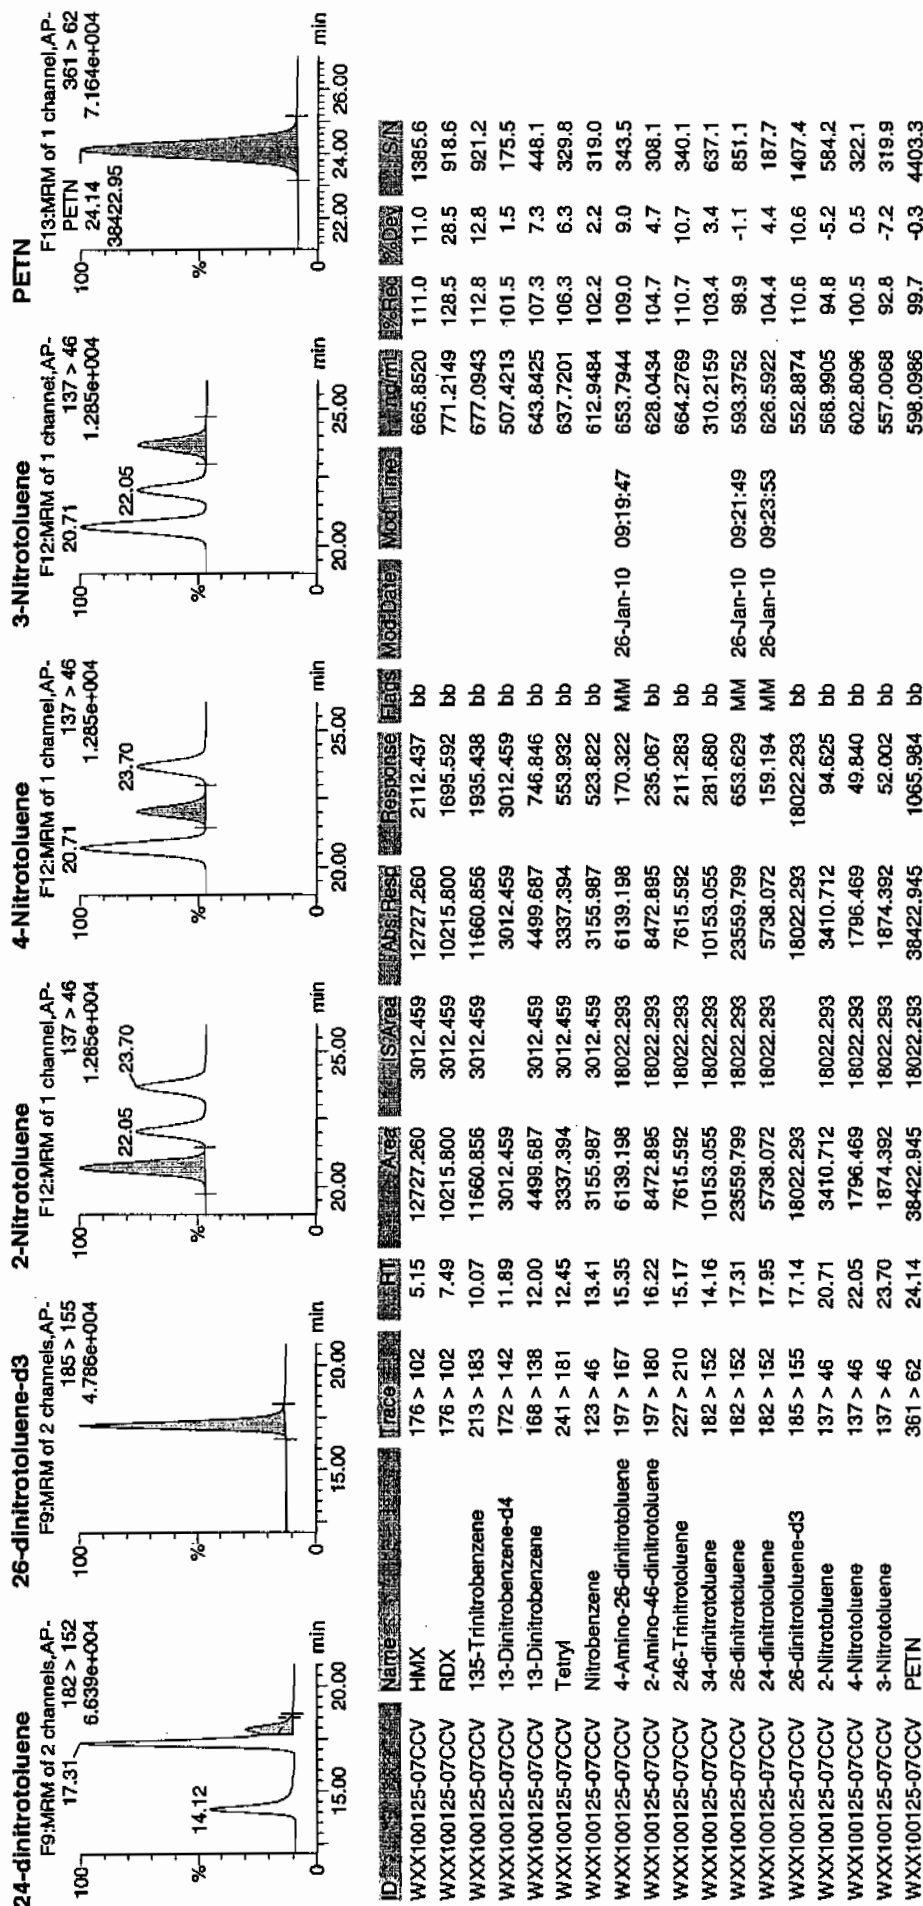 24-dinitrotoluene
F9:MRM of 2 channels,AP-
182 > 152
6.639e+004
17.31
14.12
100
%
0
15.00
20.00
min
26-dinitrotoluene-d3
F9:MRM of 2 channels,AP-
185 > 155
4.786e+004
100
%
0
15.00
20.00
min
2-Nitrotoluene
F12:MRM of 1 channel,AP-
137 > 46
1.285e+004
22.05
23.70
100
%
0
20.00
25.00
min
4-Nitrotoluene
F12:MRM of 1 channel,AP-
20.71
137 > 46
1.285e+004
23.70
100
%
0
20.00
25.00
min
3-Nitrotoluene
F12:MRM of 1 channel,AP-
20.71
137 > 46
1.285e+004
22.05
100
%
0
20.00
25.00
min
PETN
F13:MRM of 1 channel,AP-
PETN
24.14
38422.95
361 > 62
7.164e+004
100
%
0
22.00
24.00
26.00
min
ID Name Trace RT Area IS Area Abs.Resp Response Flags Mod.Date Mod.Time ng/mL %Rec %Dev S/N
WXX100125-07CCV HMX 176 > 102 5.15 12727.260 3012.459 12727.260 2112.437 bb 665.8520 111.0 11.0 1385.6
WXX100125-07CCV RDX 176 > 102 7.49 10215.800 3012.459 10215.800 1695.592 bb 771.2149 128.5 28.5 918.6
WXX100125-07CCV 135-Trinitrobenzene 213 > 183 10.07 11660.856 3012.459 11660.856 1935.438 bb 677.0943 112.8 12.8 921.2
WXX100125-07CCV 13-Dinitrobenzene-d4 172 > 142 11.89 3012.459 3012.459 3012.459 bb 507.4213 101.5 1.5 175.5
WXX100125-07CCV 13-Dinitrobenzene 168 > 138 12.00 4499.687 3012.459 4499.687 746.846 bb 643.8425 107.3 7.3 448.1
WXX100125-07CCV Tetryl 241 > 181 12.45 3337.394 3012.459 3337.394 553.932 bb 637.7201 106.3 6.3 329.8
WXX100125-07CCV Nitrobenzene 123 > 46 13.41 3155.987 3012.459 3155.987 523.822 bb 612.9484 102.2 2.2 319.0
WXX100125-07CCV 4-Amino-26-dinitrotoluene 197 > 167 15.35 6139.198 18022.293 6139.198 170.322 MM 26-Jan-10 09:19:47 653.7944 109.0 9.0 343.5
WXX100125-07CCV 2-Amino-46-dinitrotoluene 197 > 180 16.22 8472.895 18022.293 8472.895 235.067 bb 628.0434 104.7 4.7 308.1
WXX100125-07CCV 246-Trinitrotoluene 227 > 210 15.17 7615.592 18022.293 7615.592 211.283 bb 664.2769 110.7 10.7 340.1
WXX100125-07CCV 34-dinitrotoluene 182 > 152 14.16 10153.055 18022.293 10153.055 281.680 bb 310.2159 103.4 3.4 637.1
WXX100125-07CCV 26-dinitrotoluene 182 > 152 17.31 23559.799 18022.293 23559.799 653.629 MM 26-Jan-10 09:21:49 593.3752 98.9 -1.1 851.1
WXX100125-07CCV 24-dinitrotoluene 182 > 152 17.95 5738.072 18022.293 5738.072 159.194 MM 26-Jan-10 09:23:53 626.5922 104.4 4.4 187.7
WXX100125-07CCV 26-dinitrotoluene-d3 185 > 155 17.14 18022.293 18022.293 18022.293 bb 552.8874 110.6 10.6 1407.4
WXX100125-07CCV 2-Nitrotoluene 137 > 46 20.71 3410.712 18022.293 3410.712 94.625 bb 568.9905 94.8 -5.2 584.2
WXX100125-07CCV 4-Nitrotoluene 137 > 46 22.05 1796.469 18022.293 1796.469 49.840 bb 602.8096 100.5 0.5 322.1
WXX100125-07CCV 3-Nitrotoluene 137 > 46 23.70 1874.392 18022.293 1874.392 52.002 bb 557.0068 92.8 -7.2 319.9
WXX100125-07CCV PETN 361 > 62 24.14 38422.945 18022.293 38422.945 1065.984 bb 598.0986 99.7 -0.3 4403.3